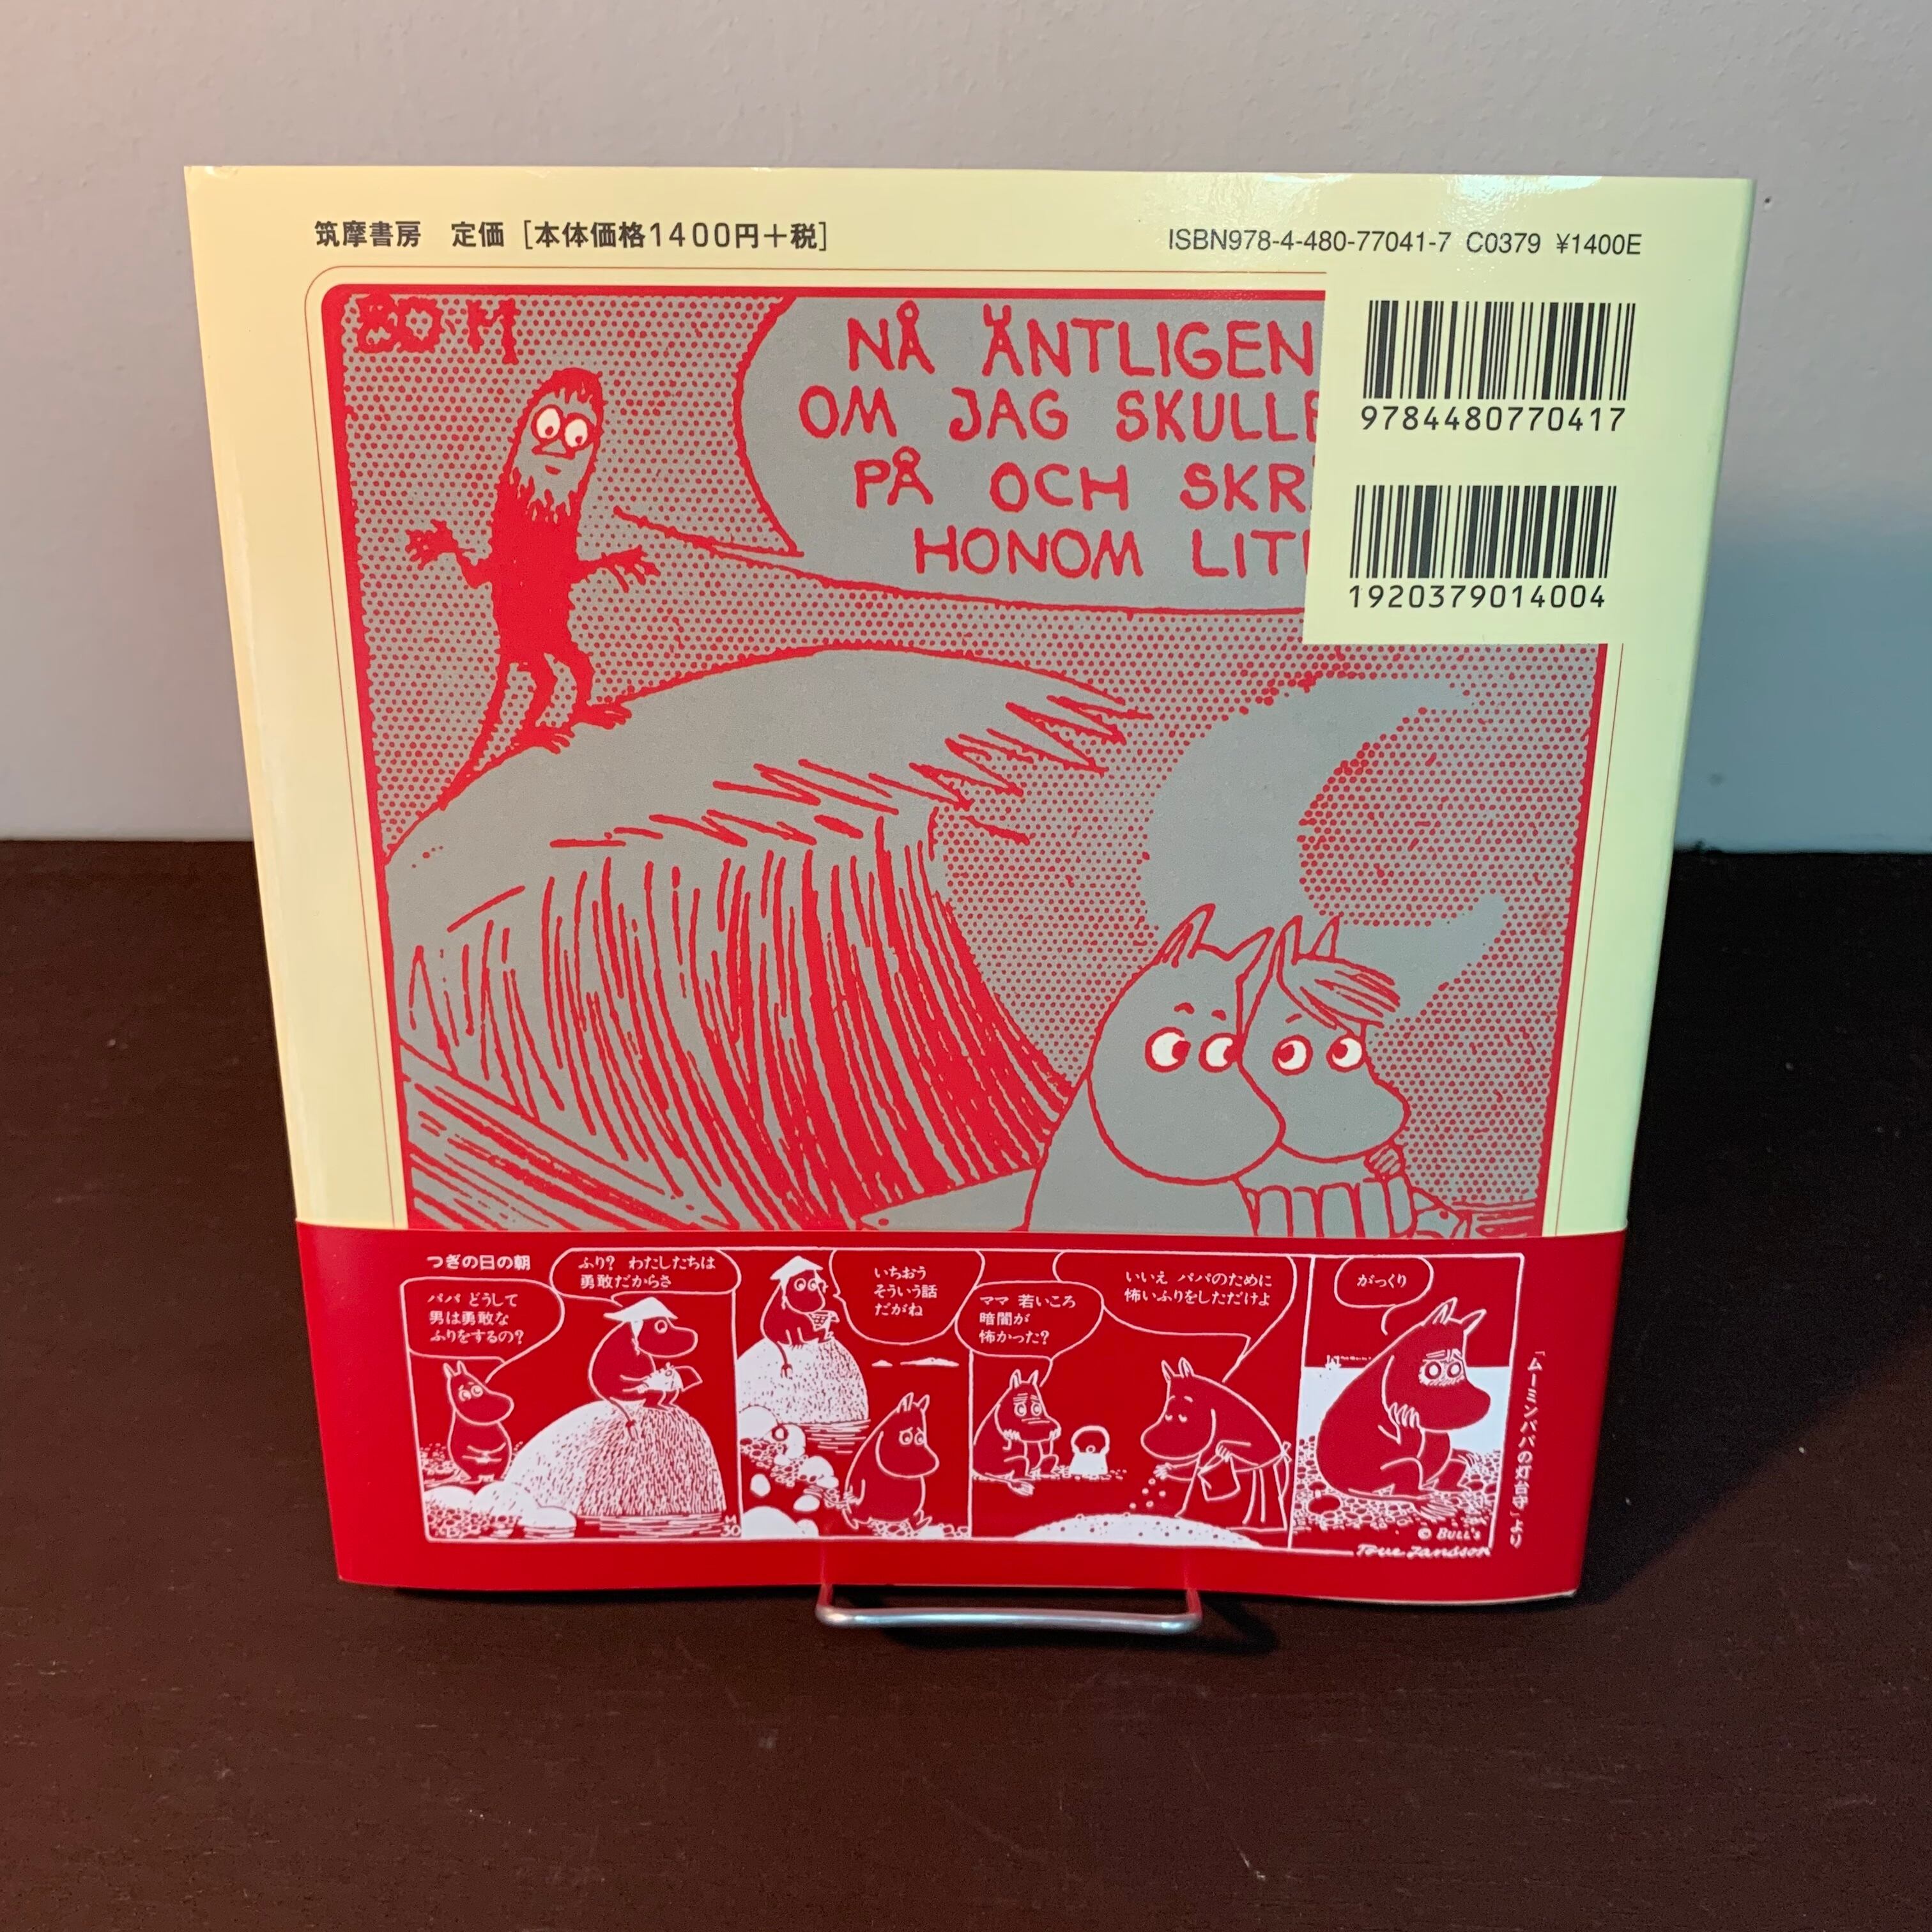 筑摩書房 定価 [本体価格1400円+税]
ISBN978-4-480-77041-7 C0379 ¥1400E
9784480770417
1920379014004
NÅ ÄNTLIGEN
OM JAG SKULLE
PÅ OCH SKR
HONOM LIT
つぎの日の朝
パパ どうして
男は勇敢な
ふりをするの?
ふり? わたしたちは
勇敢だからさ
いちおう
そういう話
だがね
ママ 若いころ
暗闇が
怖かった?
いいえ パパのために
怖いふりをしただけよ
がっくり
「ムーミンパパの灯台守」より
M
30
© BULL'S
Tove Jansson